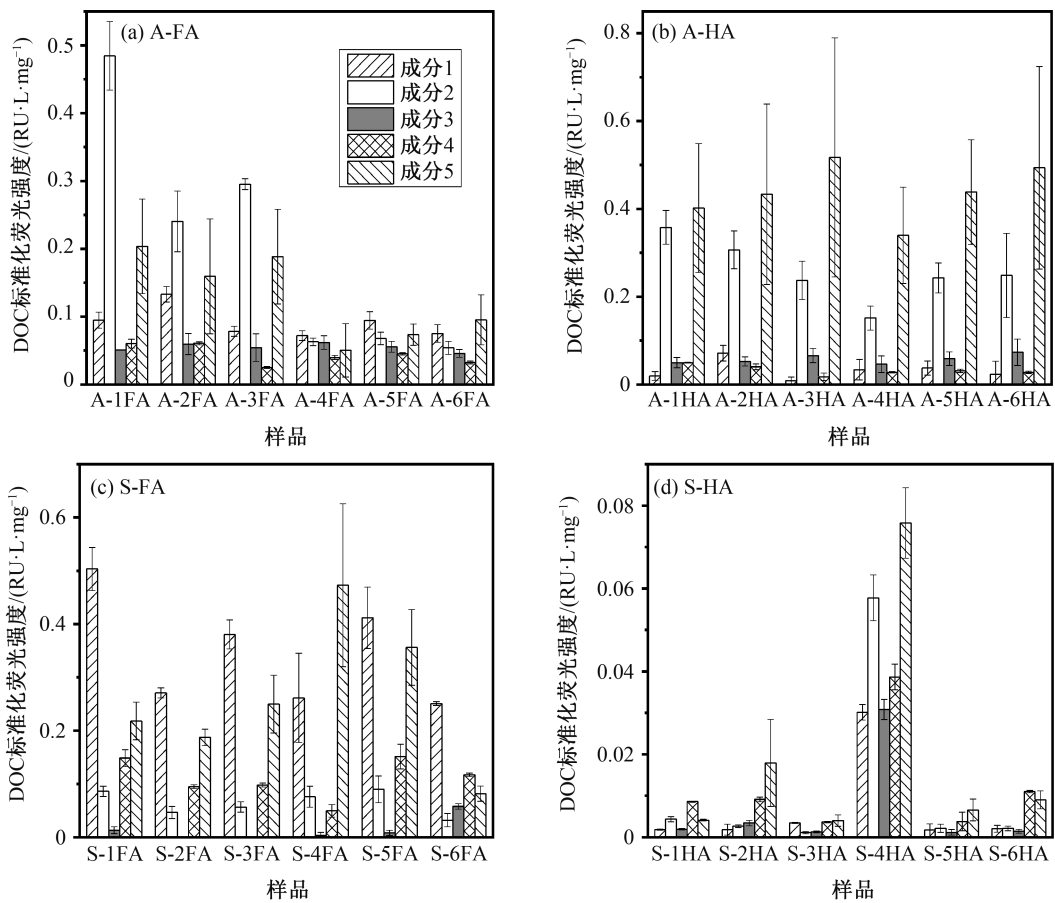 (a) A-FA
成分1
成分2
成分3
成分4
成分5
0.5
0.4
0.3
0.2
0.1
0
DOC标准化荧光强度/(RU·L·mg⁻¹)
A-1FA A-2FA A-3FA A-4FA A-5FA A-6FA
样品
(b) A-HA
0.8
0.6
0.4
0.2
0
DOC标准化荧光强度/(RU·L·mg⁻¹)
A-1HA A-2HA A-3HA A-4HA A-5HA A-6HA
样品
(c) S-FA
0.6
0.4
0.2
0
DOC标准化荧光强度/(RU·L·mg⁻¹)
S-1FA S-2FA S-3FA S-4FA S-5FA S-6FA
样品
(d) S-HA
0.08
0.06
0.04
0.02
0
DOC标准化荧光强度/(RU·L·mg⁻¹)
S-1HA S-2HA S-3HA S-4HA S-5HA S-6HA
样品